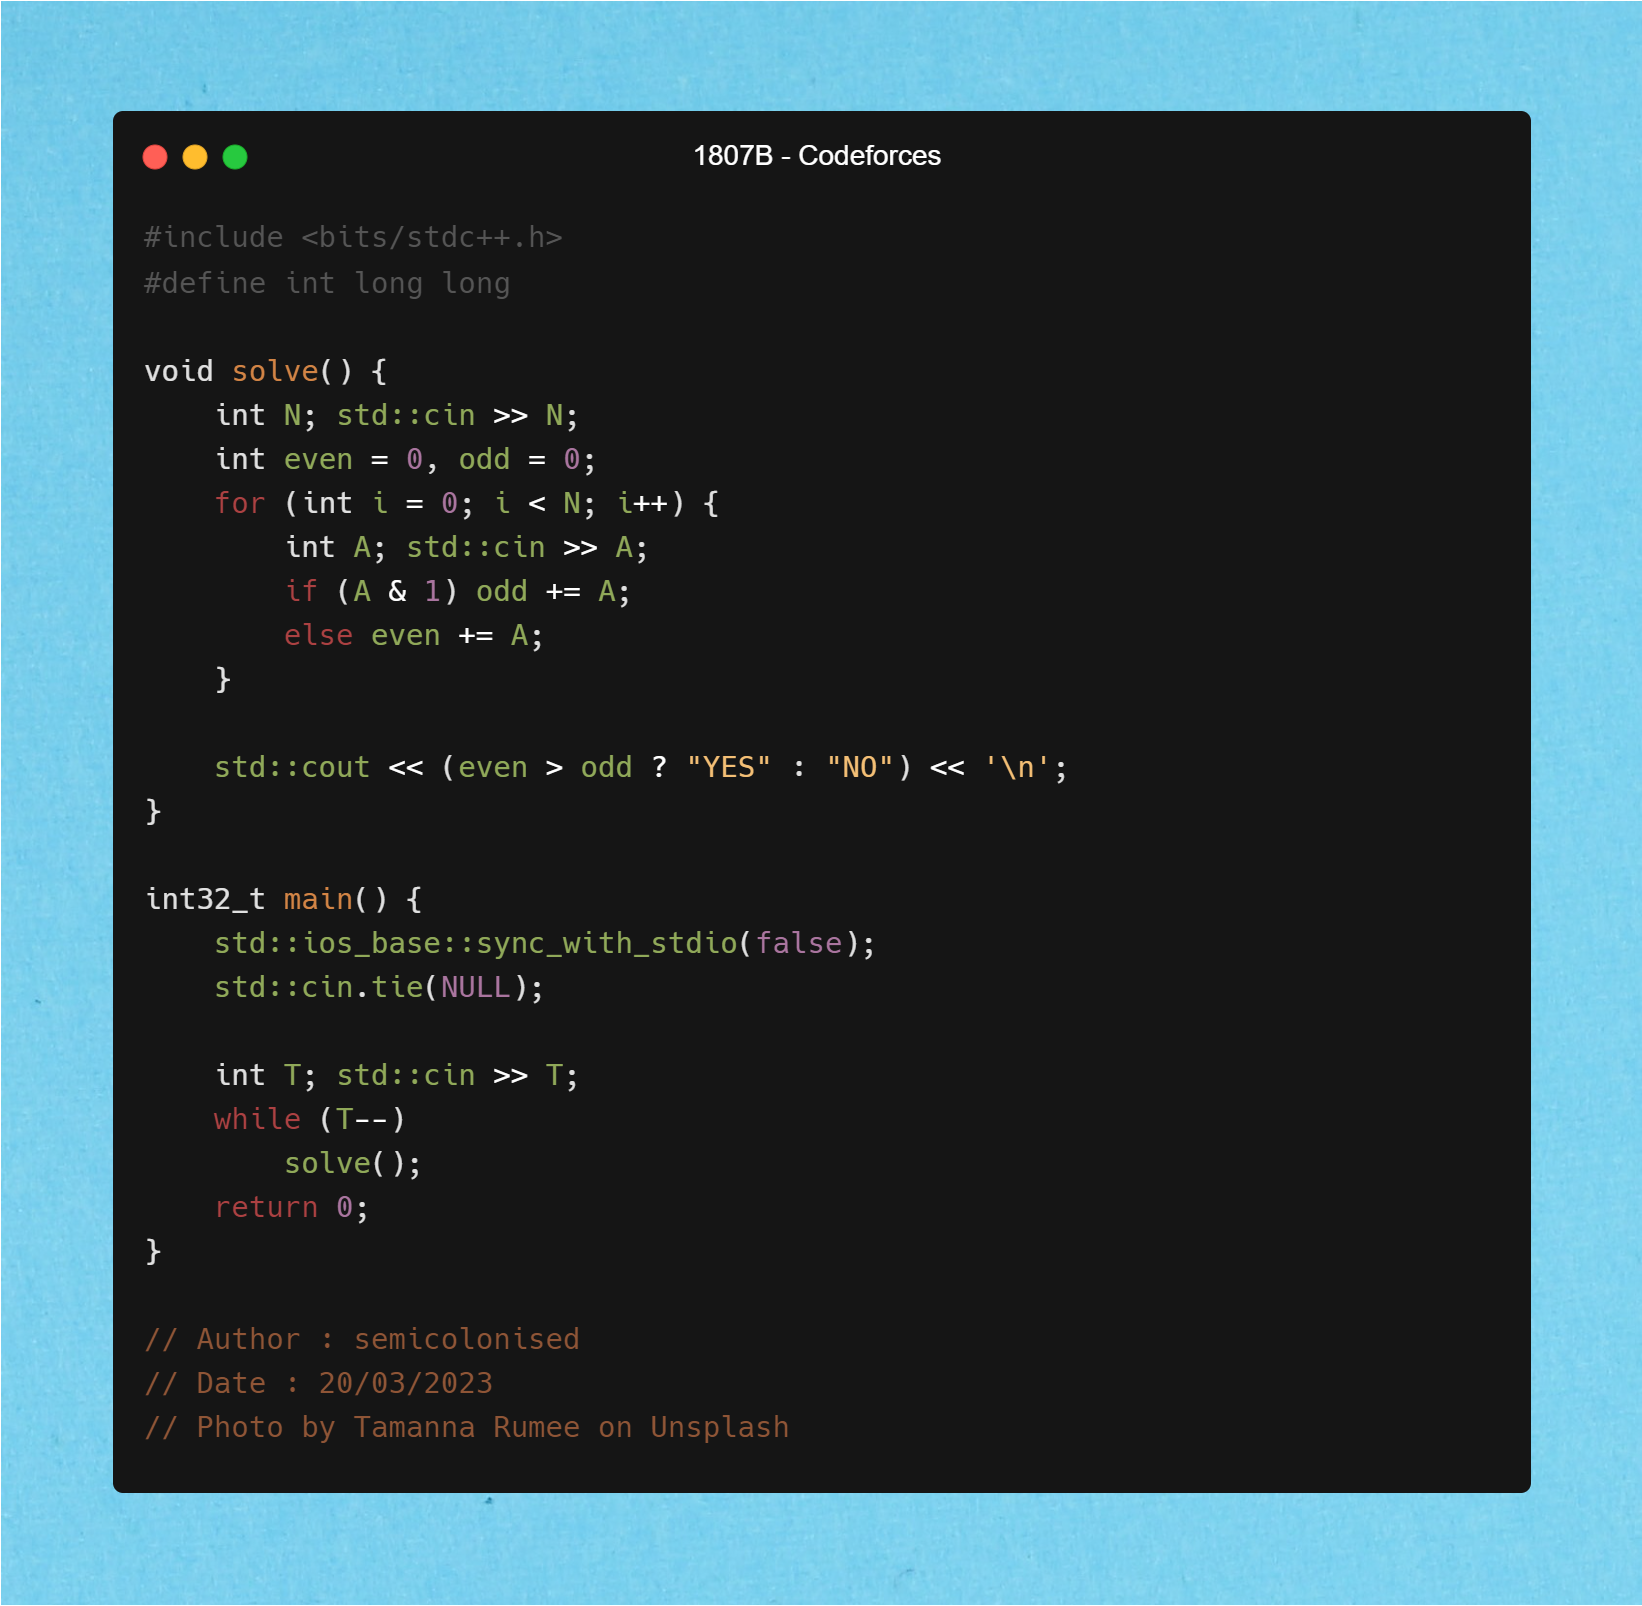 1807B - Codeforces
#include <bits/stdc++.h>
#define int long long
void solve() {
    int N; std::cin >> N;
    int even = 0, odd = 0;
    for (int i = 0; i < N; i++) {
        int A; std::cin >> A;
        if (A & 1) odd += A;
        else even += A;
    }
    std::cout << (even > odd ? "YES" : "NO") << '\n';
}
int32_t main() {
    std::ios_base::sync_with_stdio(false);
    std::cin.tie(NULL);
    int T; std::cin >> T;
    while (T--)
        solve();
    return 0;
}
// Author : semicolonised
// Date : 20/03/2023
// Photo by Tamanna Rumee on Unsplash